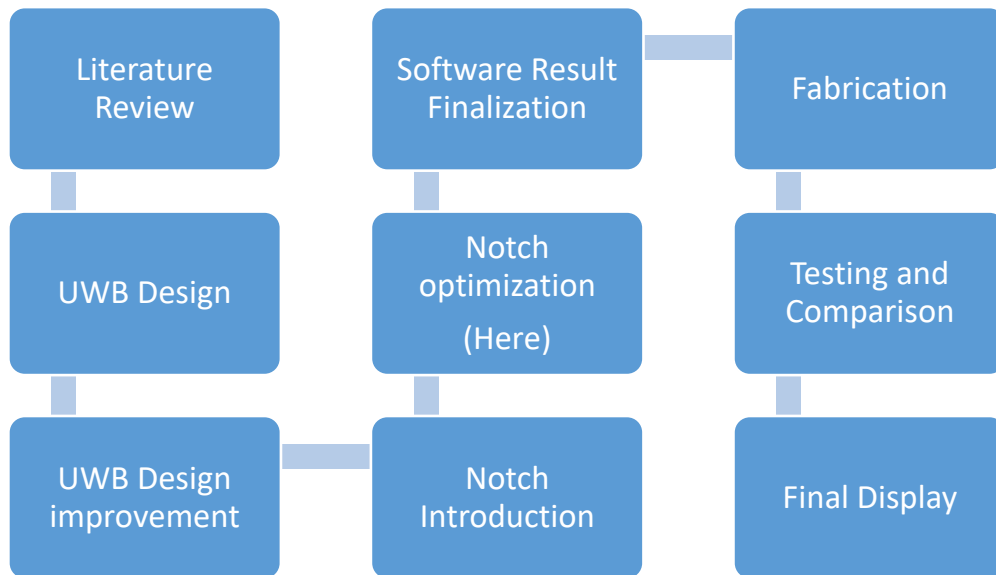 Literature
Review
UWB Design
UWB Design
improvement
Notch
Introduction
Notch
optimization
(Here)
Software Result
Finalization
Fabrication
Testing and
Comparison
Final Display